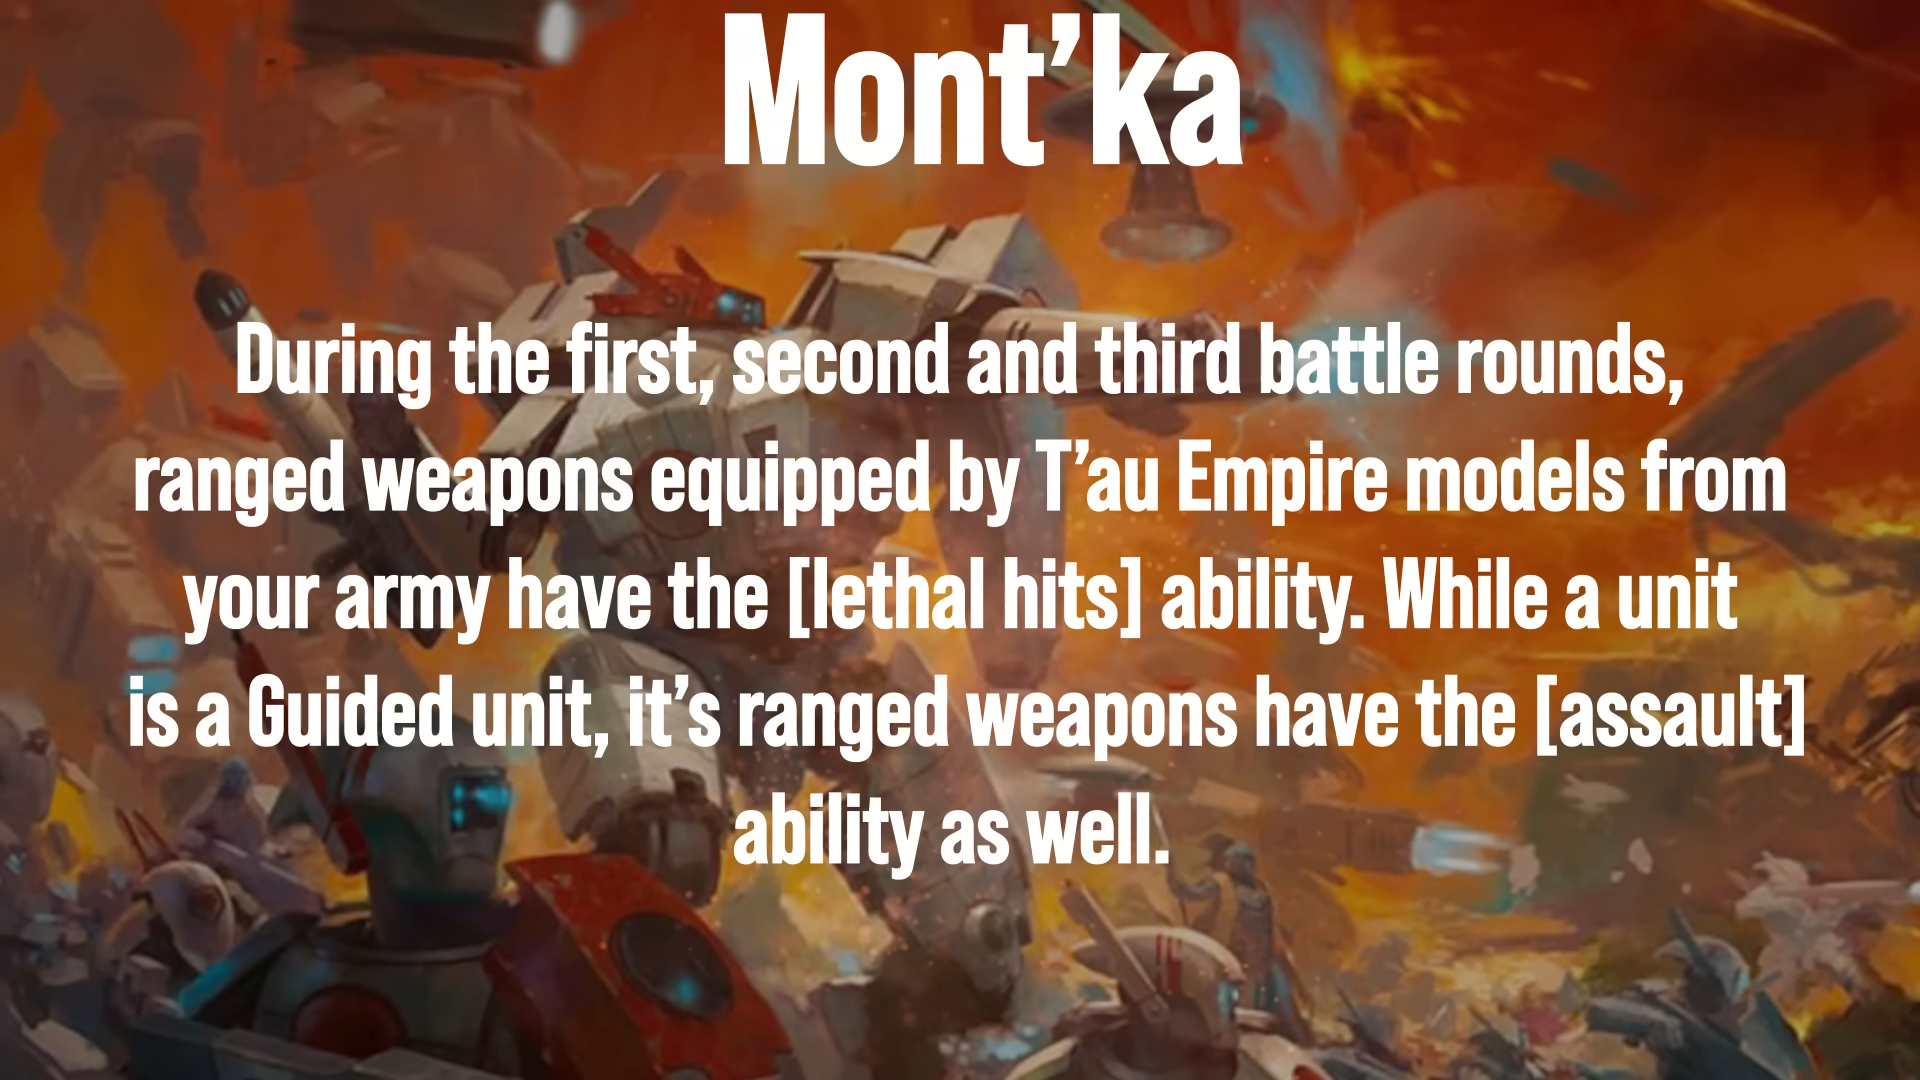 Mont’ka
During the first, second and third battle rounds,
ranged weapons equipped by T’au Empire models from
your army have the [lethal hits] ability. While a unit
is a Guided unit, it’s ranged weapons have the [assault]
ability as well.